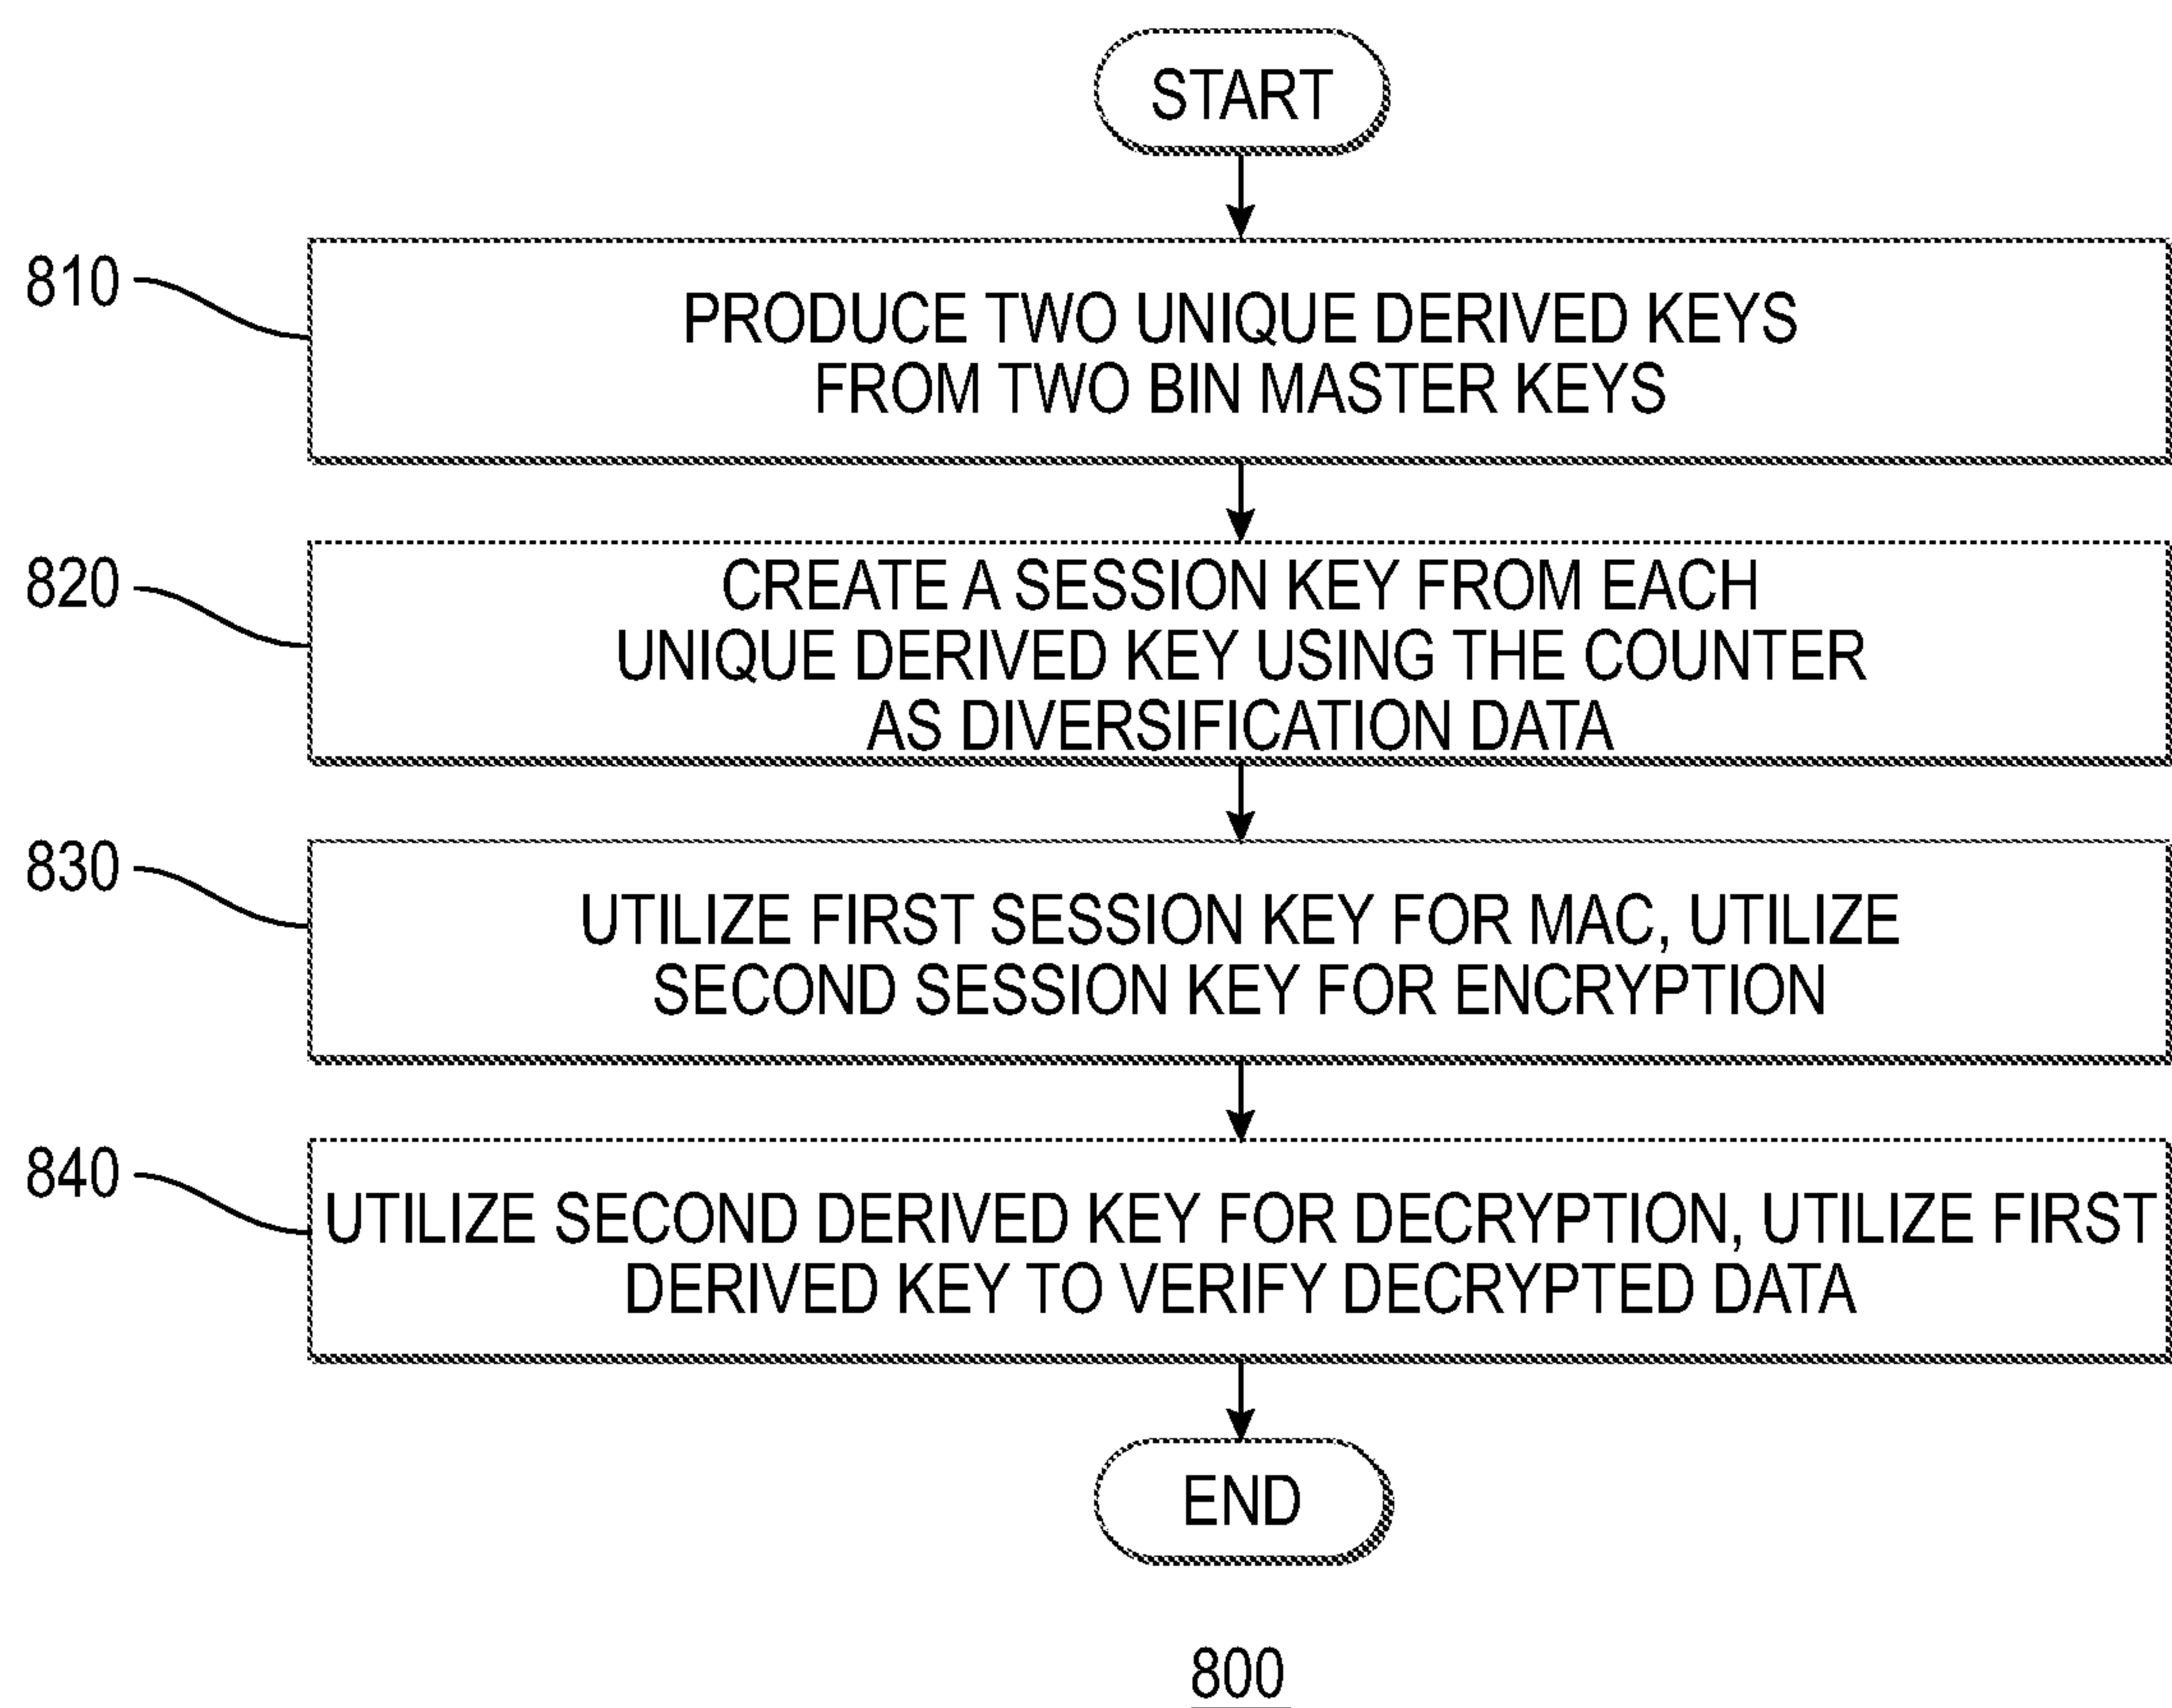 START
810
PRODUCE TWO UNIQUE DERIVED KEYS
FROM TWO BIN MASTER KEYS
820
CREATE A SESSION KEY FROM EACH
UNIQUE DERIVED KEY USING THE COUNTER
AS DIVERSIFICATION DATA
830
UTILIZE FIRST SESSION KEY FOR MAC, UTILIZE
SECOND SESSION KEY FOR ENCRYPTION
840
UTILIZE SECOND DERIVED KEY FOR DECRYPTION, UTILIZE FIRST
DERIVED KEY TO VERIFY DECRYPTED DATA
END
800